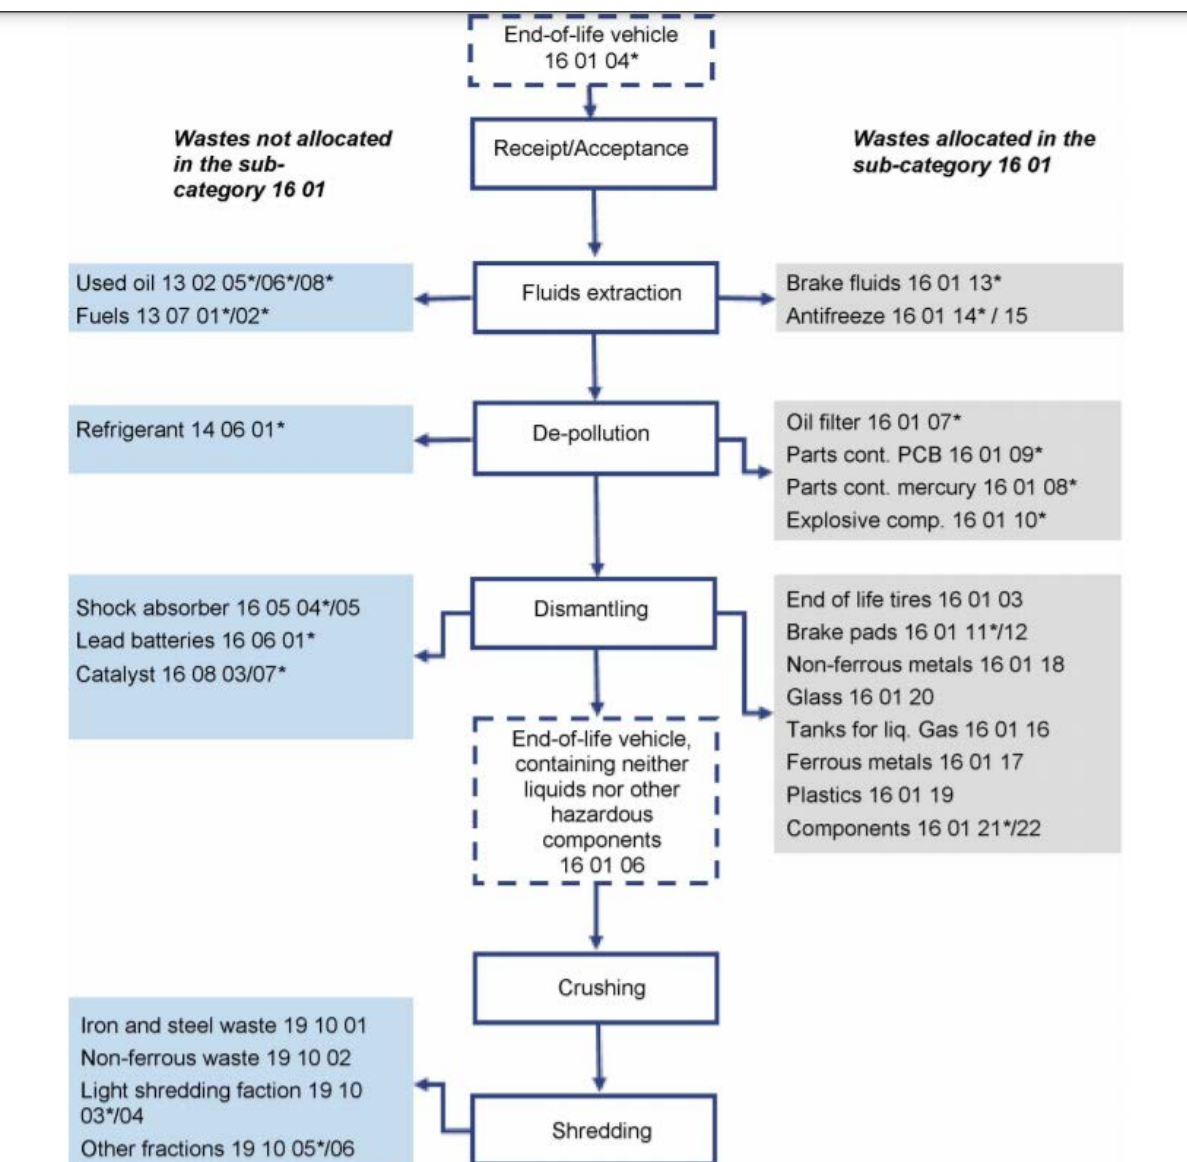 End-of-life vehicle
16 01 04*
Wastes not allocated
in the sub-
category 16 01
Receipt/Acceptance
Wastes allocated in the
sub-category 16 01
Used oil 13 02 05*/06*/08*
Fuels 13 07 01*/02*
Fluids extraction
Brake fluids 16 01 13*
Antifreeze 16 01 14* / 15
Refrigerant 14 06 01*
De-pollution
Oil filter 16 01 07*
Parts cont. PCB 16 01 09*
Parts cont. mercury 16 01 08*
Explosive comp. 16 01 10*
Shock absorber 16 05 04*/05
Lead batteries 16 06 01*
Catalyst 16 08 03/07*
Dismantling
End of life tires 16 01 03
Brake pads 16 01 11*/12
Non-ferrous metals 16 01 18
Glass 16 01 20
Tanks for liq. Gas 16 01 16
Ferrous metals 16 01 17
Plastics 16 01 19
Components 16 01 21*/22
End-of-life vehicle,
containing neither
liquids nor other
hazardous
components
16 01 06
Crushing
Iron and steel waste 19 10 01
Non-ferrous waste 19 10 02
Light shredding faction 19 10
03*/04
Other fractions 19 10 05*/06
Shredding